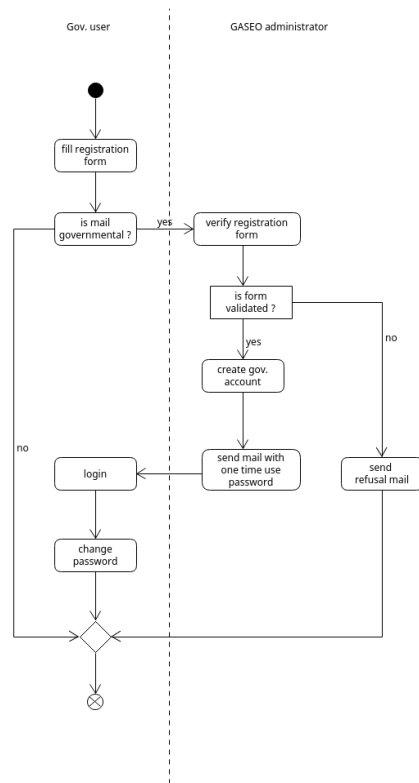 Gov. user
GASEO administrator
fill registration
form
is mail
governmental ?
yes
verify registration
form
is form
validated ?
no
yes
create gov.
account
no
login
send mail with
one time use
password
send
refusal mail
change
password